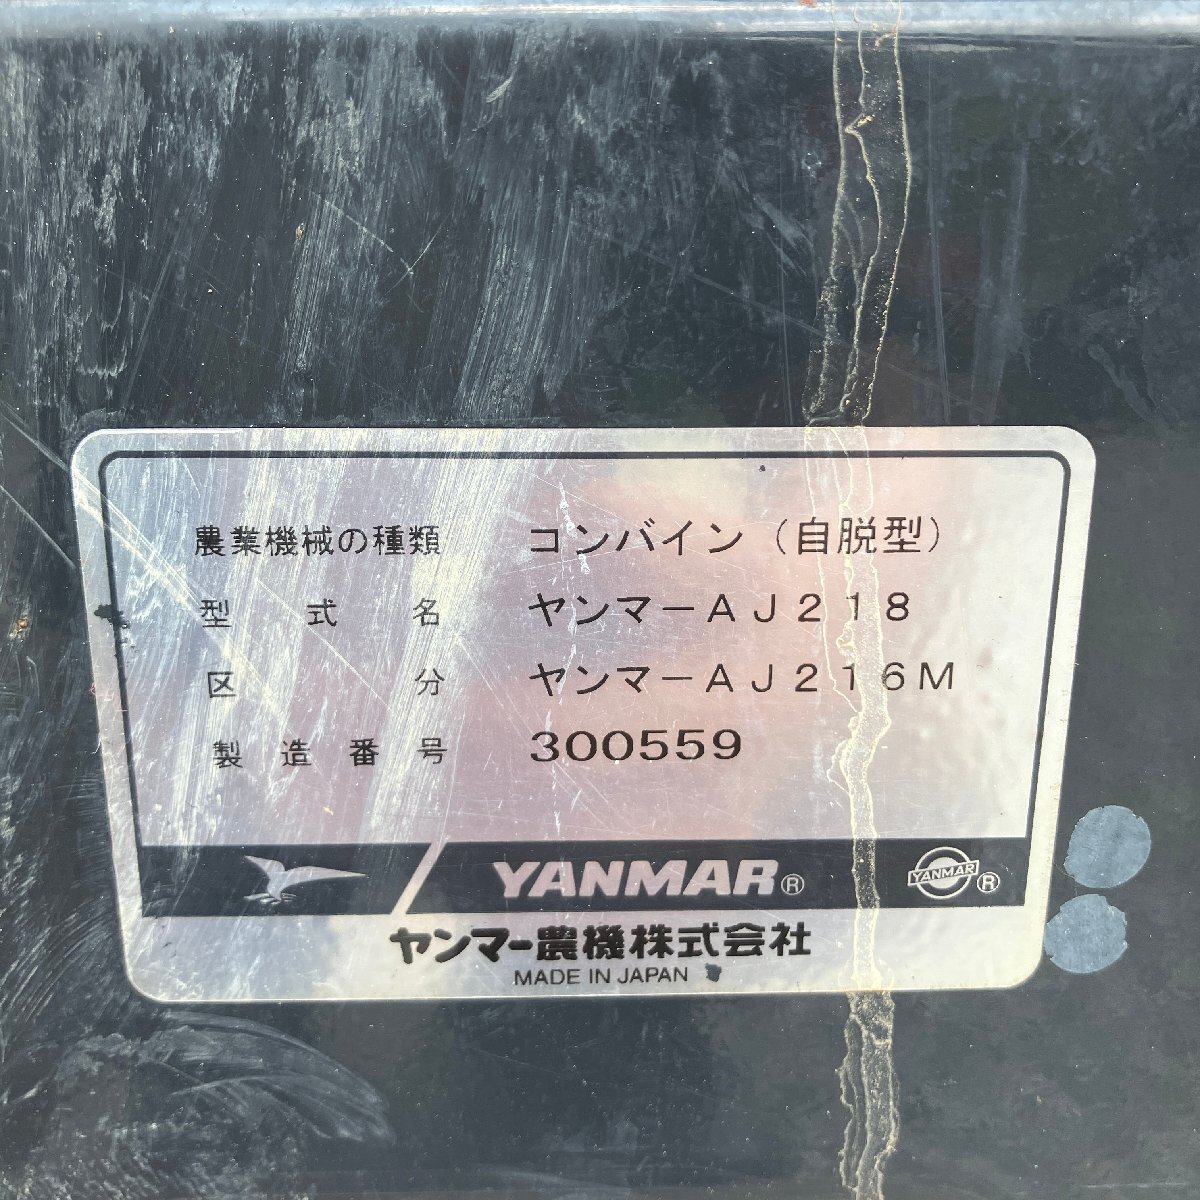 農業機械の種類 コンバイン（自脱型）
型式名 ヤンマーAJ218
区分 ヤンマーAJ216M
製造番号 300559
YANMAR®
YANMAR ®
ヤンマー農機株式会社
MADE IN JAPAN